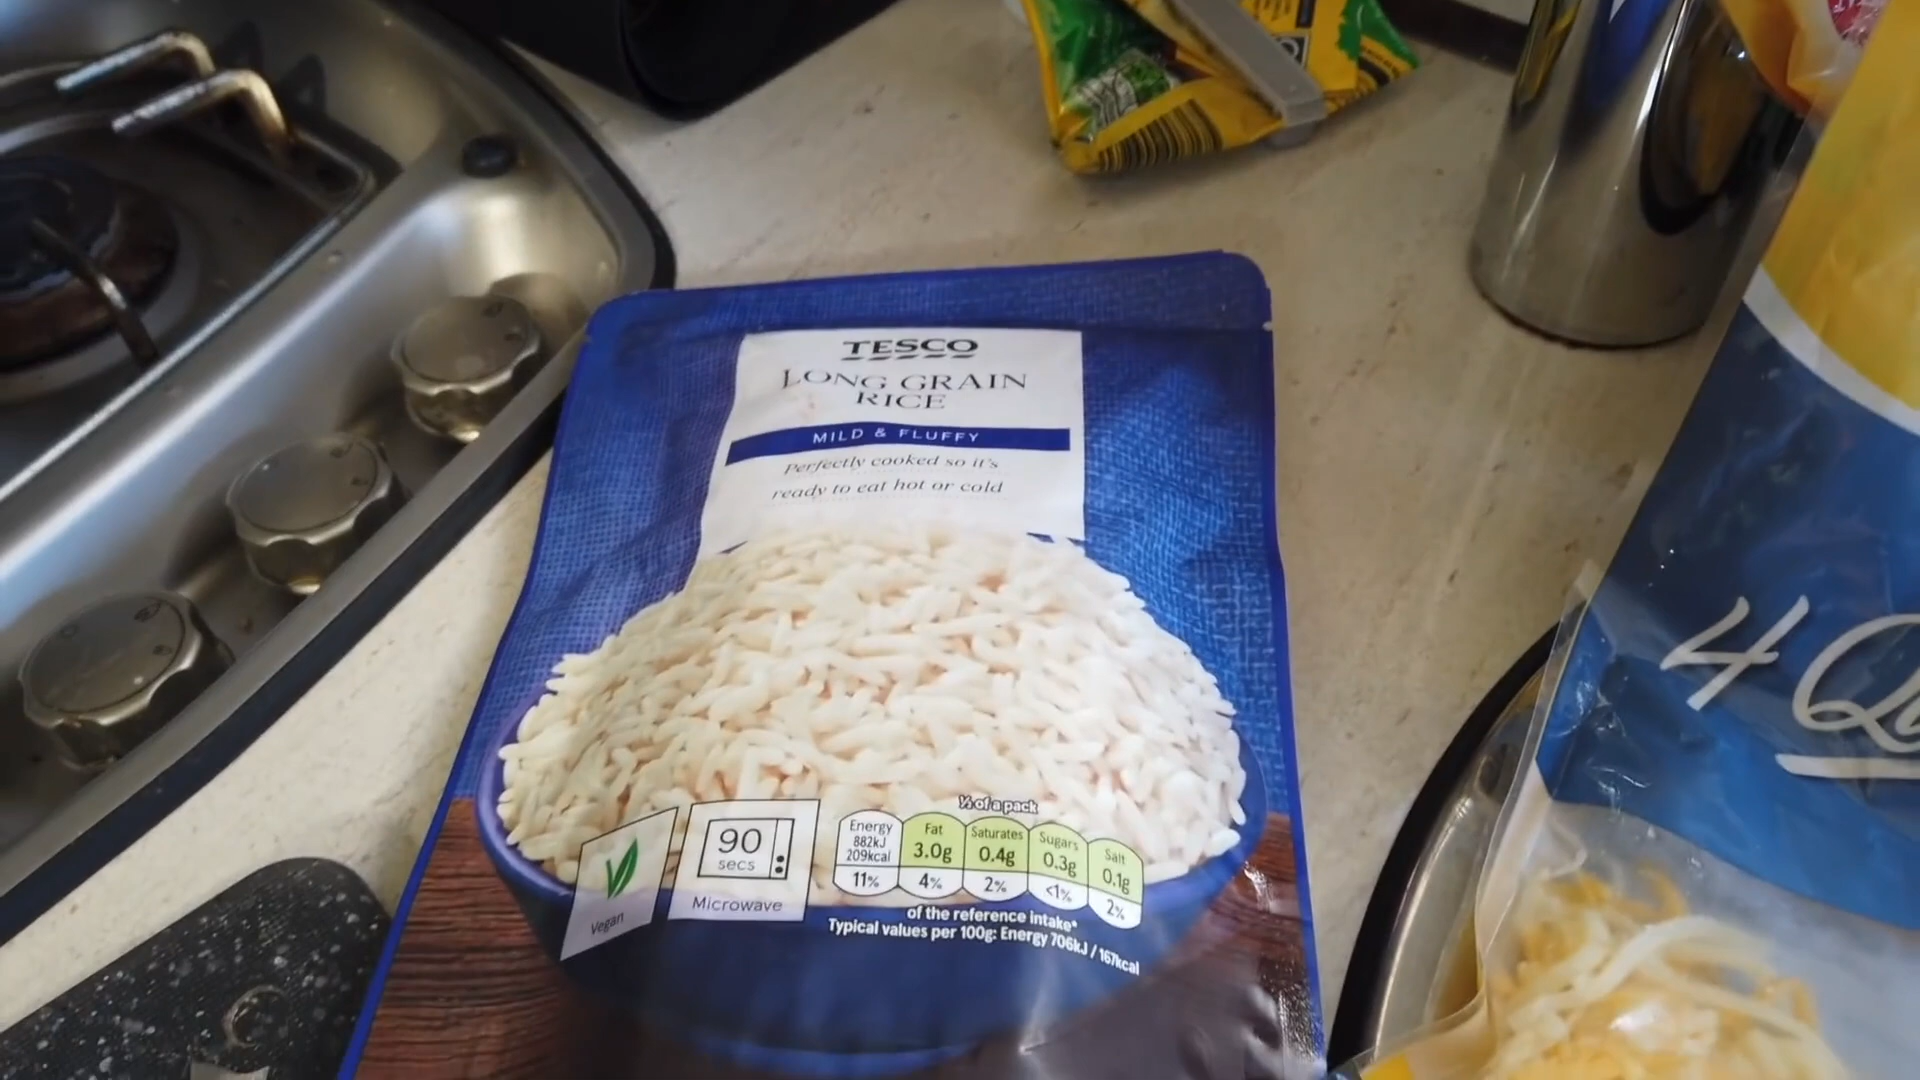 TESCO
LONG GRAIN
RICE
MILD & FLUFFY
Perfectly cooked so it's
ready to eat hot or cold
Vegan
90
secs
Microwave
½ of a pack
Energy
882kJ
209kcal
11%
Fat
3.0g
4%
Saturates
0.4g
2%
Sugars
0.3g
<1%
Salt
0.1g
2%
of the reference intake*
Typical values per 100g: Energy 706kJ / 167kcal
4